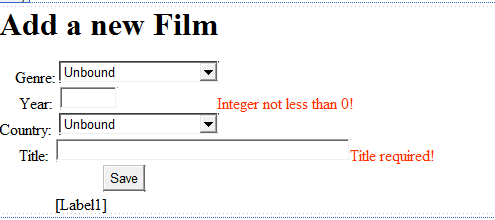 Add a new Film
Genre: Unbound
Year: Integer not less than 0!
Country: Unbound
Title: Title required!
Save
[Label1]